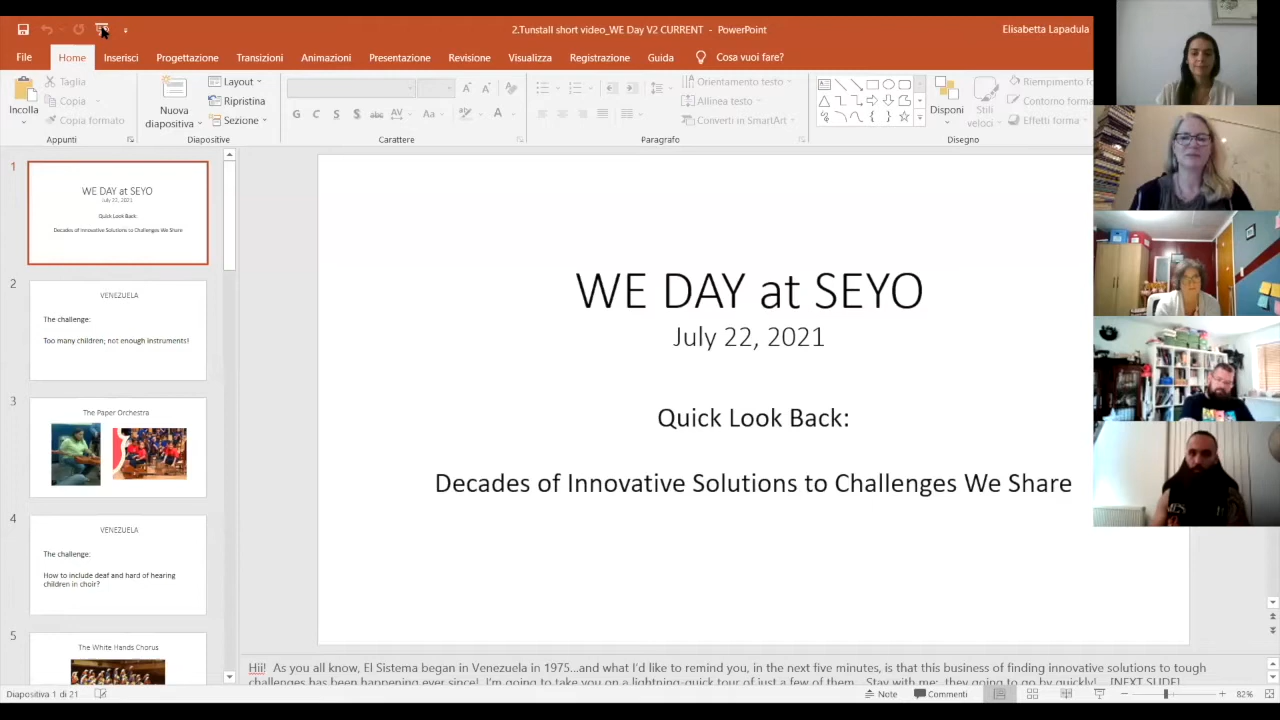 2.Tunstall short video_WE Day V2 CURRENT - PowerPoint
Elisabetta Lapadula
File
Home
Inserisci
Progettazione
Transizioni
Animazioni
Presentazione
Revisione
Visualizza
Registrazione
Guida
Cosa vuoi fare?
Incolla
Taglia
Copia
Copia formato
Appunti
Nuova
diapositiva
Layout
Ripristina
Sezione
Diapositive
G C S S abc AV Aa A
Carattere
Orientamento testo
Allinea testo
Converti in SmartArt
Paragrafo
Disponi
Stili
veloci
Riempimento fo
Contorno forma
Effetti forma
Disegno
1
WE DAY at SEYO
July 22, 2021
Quick Look Back:
Decades of Innovative Solutions to Challenges We Share
2
VENEZUELA
The challenge:
Too many children; not enough instruments!
3
The Paper Orchestra
4
VENEZUELA
The challenge:
How to include deaf and hard of hearing
children in choir?
5
The White Hands Chorus
WE DAY at SEYO
July 22, 2021
Quick Look Back:
Decades of Innovative Solutions to Challenges We Share
Hii! As you all know, El Sistema began in Venezuela in 1975...and what I'd like to remind you, in the next five minutes, is that this business of finding innovative solutions to tough
challenges has been happening ever since! I'm going to take you on a lightning-quick tour of just a few of them. Stay with me; they going to go by quickly! [NEXT SLIDE]
Diapositiva 1 di 21
Note
Commenti
82%